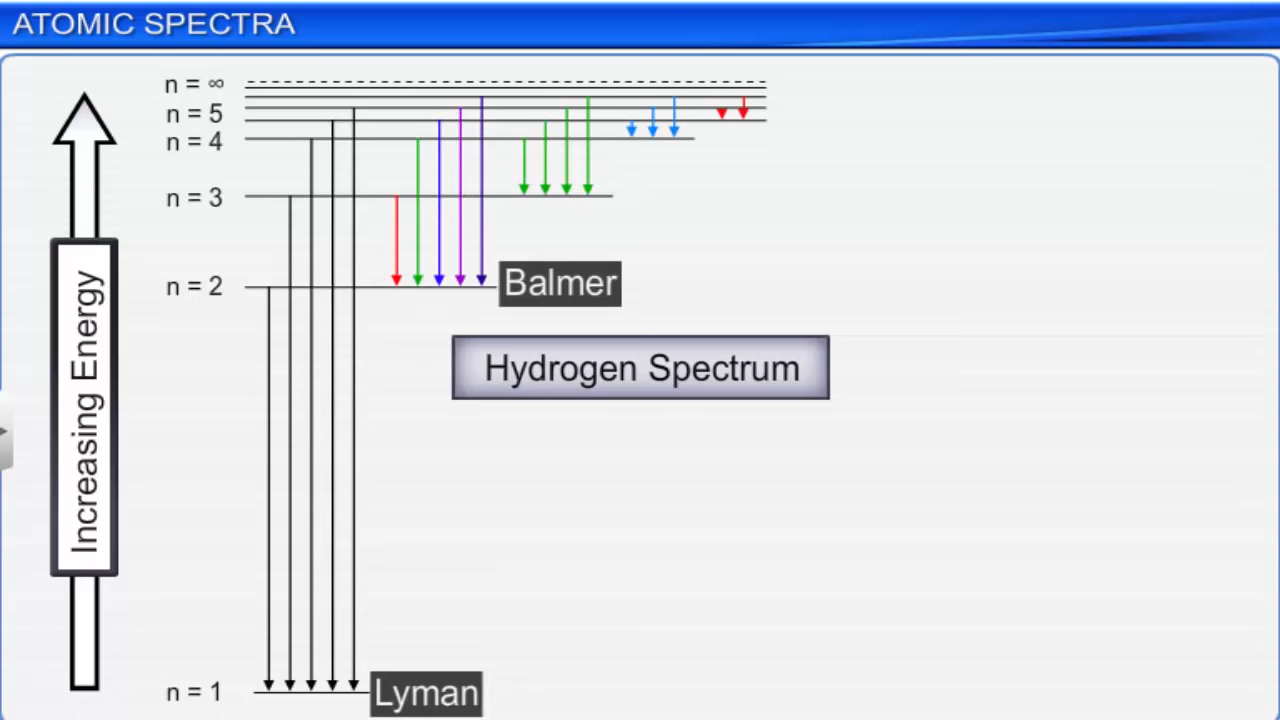 ATOMIC SPECTRA
n = ∞
n = 5
n = 4
n = 3
n = 2
Balmer
Hydrogen Spectrum
Increasing Energy
n = 1
Lyman